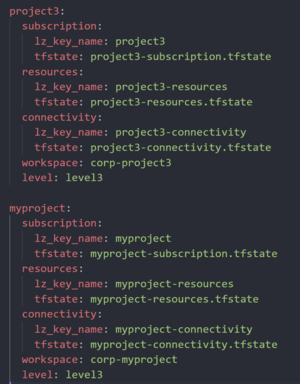 project3:
  subscription:
    lz_key_name: project3
    tfstate: project3-subscription.tfstate
  resources:
    lz_key_name: project3-resources
    tfstate: project3-resources.tfstate
  connectivity:
    lz_key_name: project3-connectivity
    tfstate: project3-connectivity.tfstate
  workspace: corp-project3
  level: level3

myproject:
  subscription:
    lz_key_name: myproject
    tfstate: myproject-subscription.tfstate
  resources:
    lz_key_name: myproject-resources
    tfstate: myproject-resources.tfstate
  connectivity:
    lz_key_name: myproject-connectivity
    tfstate: myproject-connectivity.tfstate
  workspace: corp-myproject
  level: level3